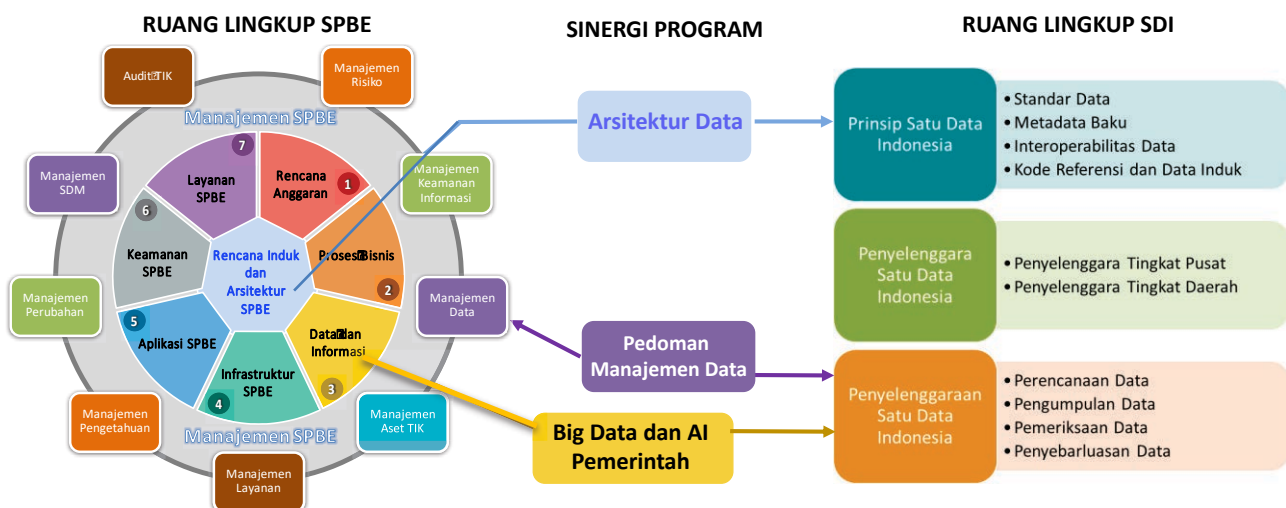 RUANG LINGKUP SPBE
SINERGI PROGRAM
RUANG LINGKUP SDI
Audit TIK
Manajemen
Risiko
Manajemen
SDM
Manajemen
Keamanan
Informasi
Manajemen
Perubahan
Manajemen
Data
Manajemen
Pengetahuan
Manajemen
Aset TIK
Manajemen
Layanan
Manajemen SPBE
7
Layanan
SPBE
Rencana
Anggaran
1
6
Keamanan
SPBE
Rencana Induk
dan
Arsitektur
SPBE
Proses Bisnis
2
5
Aplikasi SPBE
Data dan
Informasi
3
Infrastruktur
SPBE
4
Manajemen SPBE
Arsitektur Data
Pedoman
Manajemen Data
Big Data dan AI
Pemerintah
Prinsip Satu Data
Indonesia
• Standar Data
• Metadata Baku
• Interoperabilitas Data
• Kode Referensi dan Data Induk
Penyelenggara
Satu Data
Indonesia
• Penyelenggara Tingkat Pusat
• Penyelenggara Tingkat Daerah
Penyelenggaraan
Satu Data
Indonesia
• Perencanaan Data
• Pengumpulan Data
• Pemeriksaan Data
• Penyebarluasan Data